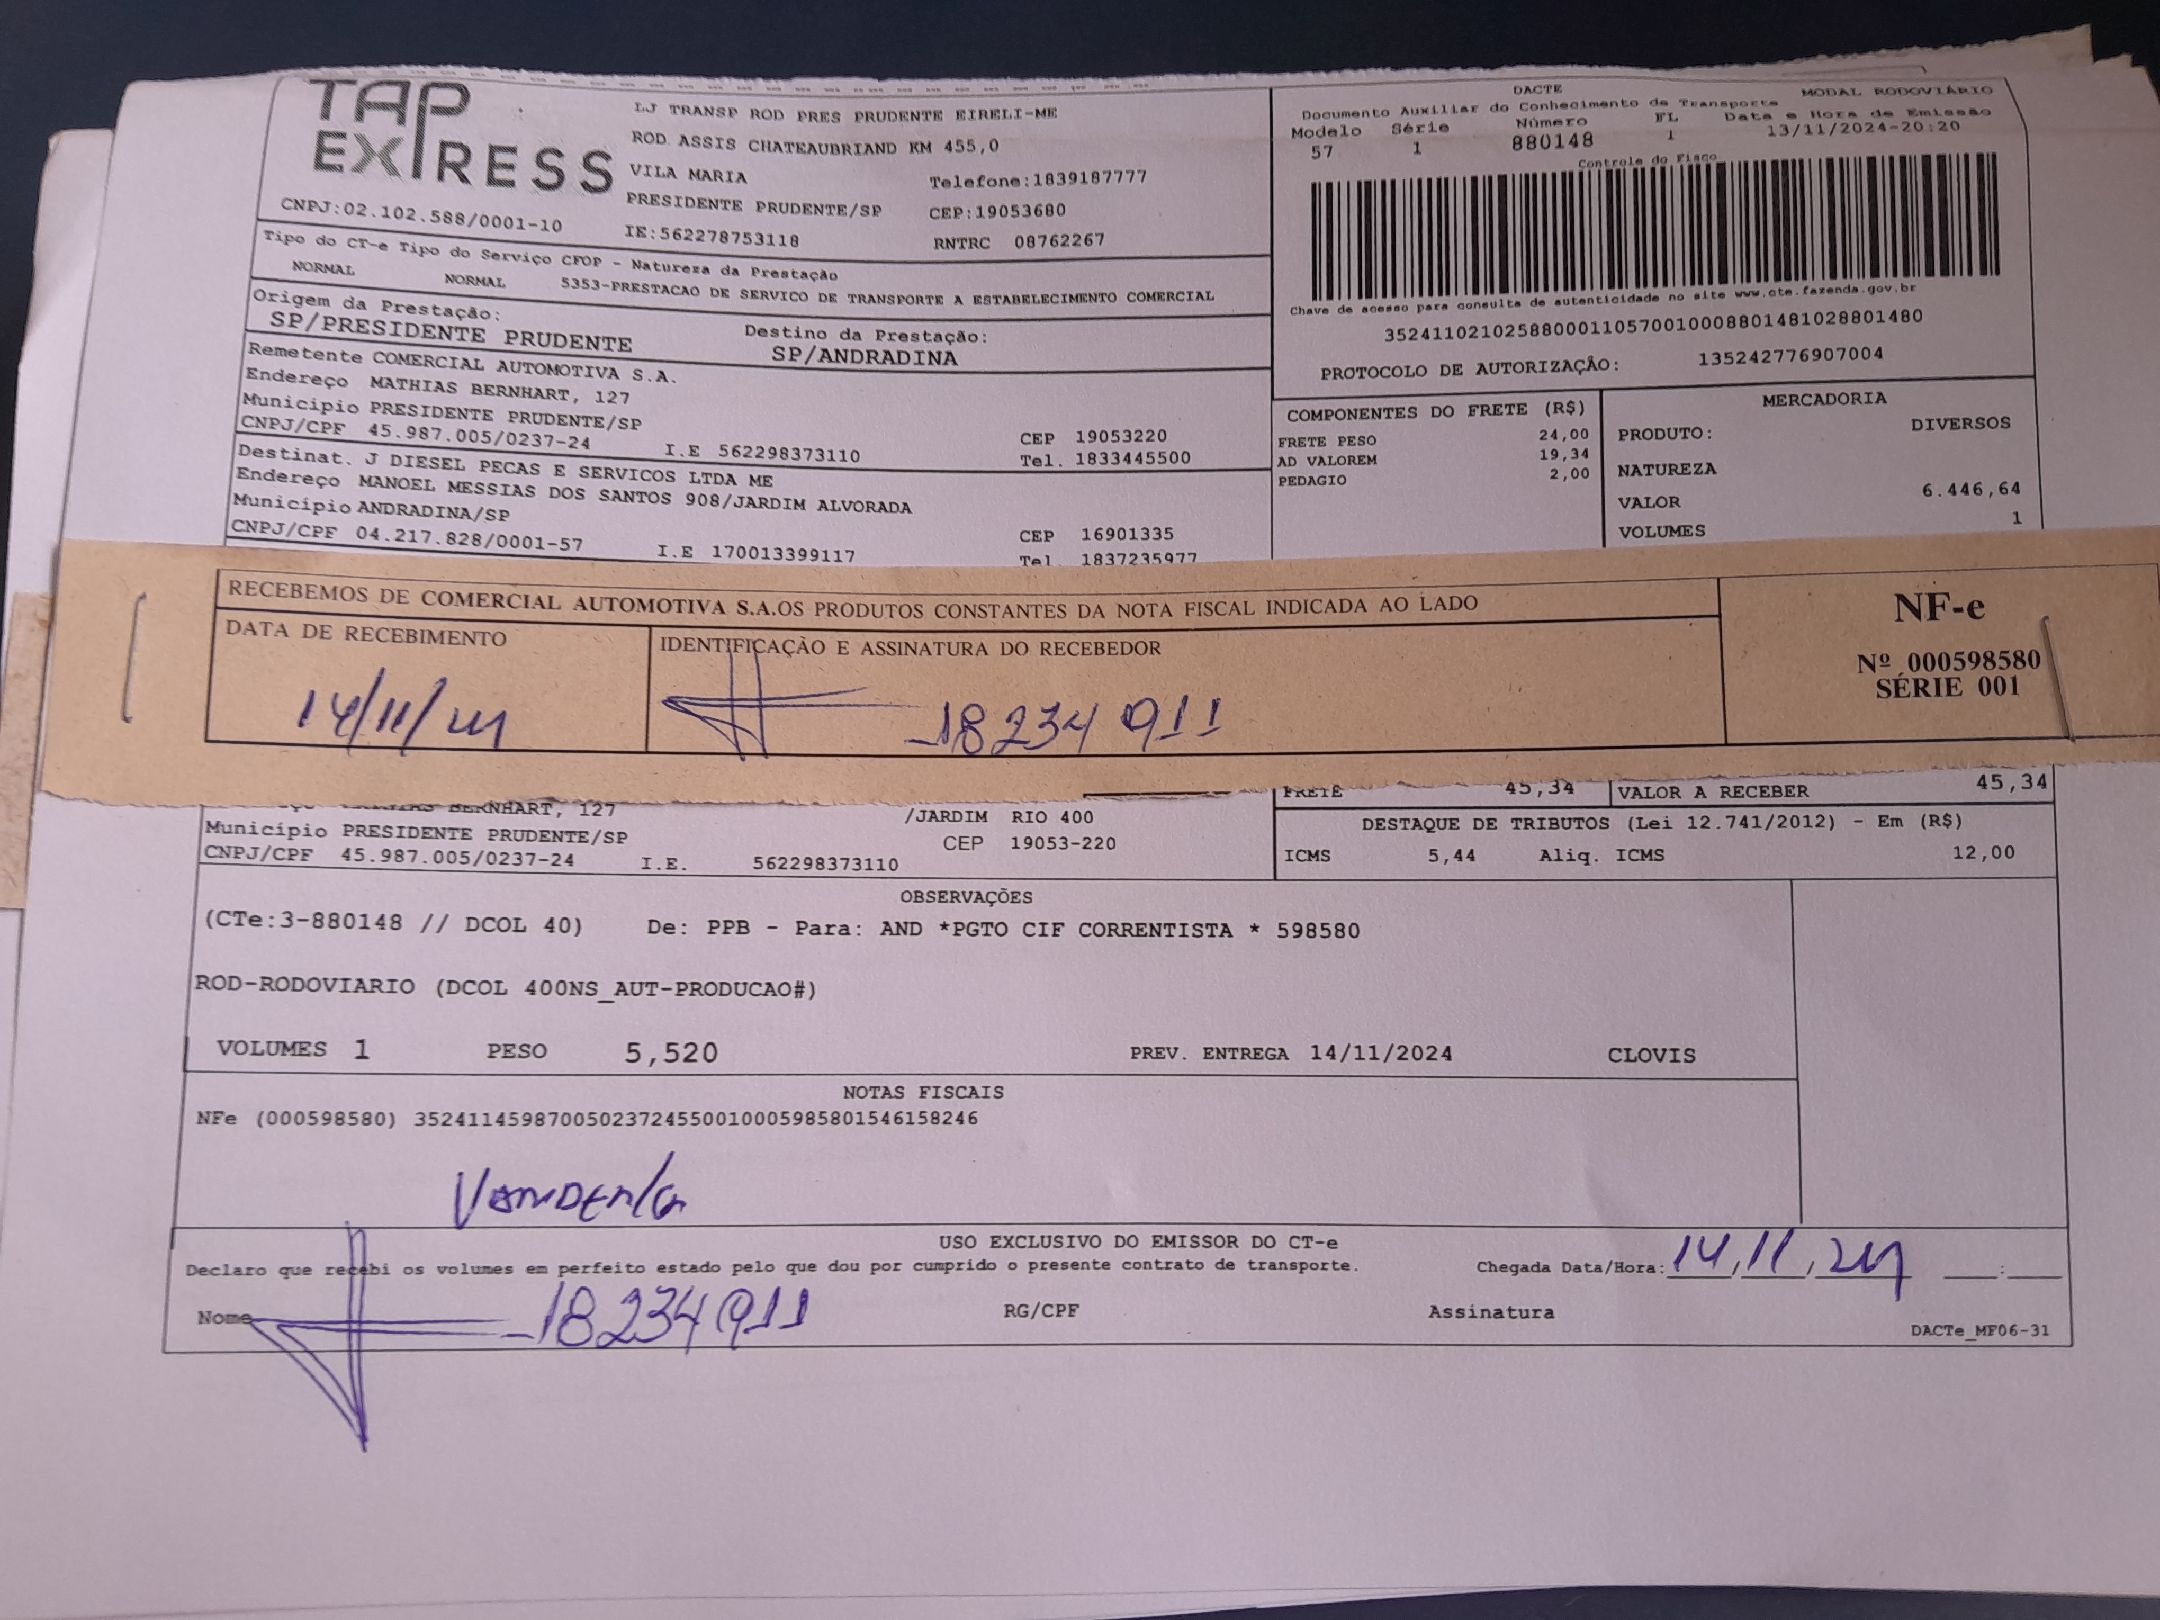 TAP
EXPRESS
CNPJ:02.102.588/0001-10
LJ TRANSP ROD PRES PRUDENTE EIRELI-ME
ROD. ASSIS CHATEAUBRIAND KM 455,0
VILA MARIA Telefone:1839187777
PRESIDENTE PRUDENTE/SP CEP:19053680
IE:562278753118 RNTRC 08762267
DACTE MODAL RODOVIÁRIO
Documento Auxiliar do Conhecimento de Transporte
Modelo Série Número FL Data e Hora de Emissão
57 1 880148 1 13/11/2024-20:20
Controle do Fisco
Chave de acesso para consulta de autenticidade no site www.cte.fazenda.gov.br
35241102102588000110570010008801481028801480
PROTOCOLO DE AUTORIZAÇÃO: 135242776907004
Tipo do CT-e Tipo do Serviço CFOP - Natureza da Prestação
NORMAL NORMAL 5353-PRESTACAO DE SERVICO DE TRANSPORTE A ESTABELECIMENTO COMERCIAL
Origem da Prestação: Destino da Prestação:
SP/PRESIDENTE PRUDENTE SP/ANDRADINA
Remetente COMERCIAL AUTOMOTIVA S.A.
Endereço MATHIAS BERNHART, 127
Município PRESIDENTE PRUDENTE/SP CEP 19053220
CNPJ/CPF 45.987.005/0237-24 I.E 562298373110 Tel. 1833445500
Destinat. J DIESEL PECAS E SERVICOS LTDA ME
Endereço MANOEL MESSIAS DOS SANTOS 908/JARDIM ALVORADA
Município ANDRADINA/SP CEP 16901335
CNPJ/CPF 04.217.828/0001-57 I.E 170013399117 Tel 1837235977
COMPONENTES DO FRETE (R$)
FRETE PESO 24,00
AD VALOREM 19,34
PEDAGIO 2,00
MERCADORIA
PRODUTO: DIVERSOS
NATUREZA
VALOR 6.446,64
VOLUMES 1
RECEBEMOS DE COMERCIAL AUTOMOTIVA S.A.OS PRODUTOS CONSTANTES DA NOTA FISCAL INDICADA AO LADO
DATA DE RECEBIMENTO IDENTIFICAÇÃO E ASSINATURA DO RECEBEDOR
14/11/24 18234911
NF-e
Nº 000598580
SÉRIE 001
BERNHART, 127 /JARDIM RIO 400
Município PRESIDENTE PRUDENTE/SP CEP 19053-220
CNPJ/CPF 45.987.005/0237-24 I.E. 562298373110
FRETE 45,34 VALOR A RECEBER 45,34
DESTAQUE DE TRIBUTOS (Lei 12.741/2012) - Em (R$)
ICMS 5,44 Aliq. ICMS 12,00
OBSERVAÇÕES
(CTe:3-880148 // DCOL 40) De: PPB - Para: AND *PGTO CIF CORRENTISTA * 598580
ROD-RODOVIARIO (DCOL 400NS_AUT-PRODUCAO#)
VOLUMES 1 PESO 5,520 PREV. ENTREGA 14/11/2024 CLOVIS
NOTAS FISCAIS
NFe (000598580) 35241145987005023724550010005985801546158246
USO EXCLUSIVO DO EMISSOR DO CT-e
Declaro que recebi os volumes em perfeito estado pelo que dou por cumprido o presente contrato de transporte. Chegada Data/Hora: 14/11/24 __:__
Nome 18234911 RG/CPF Assinatura
DACTe_MF06-31